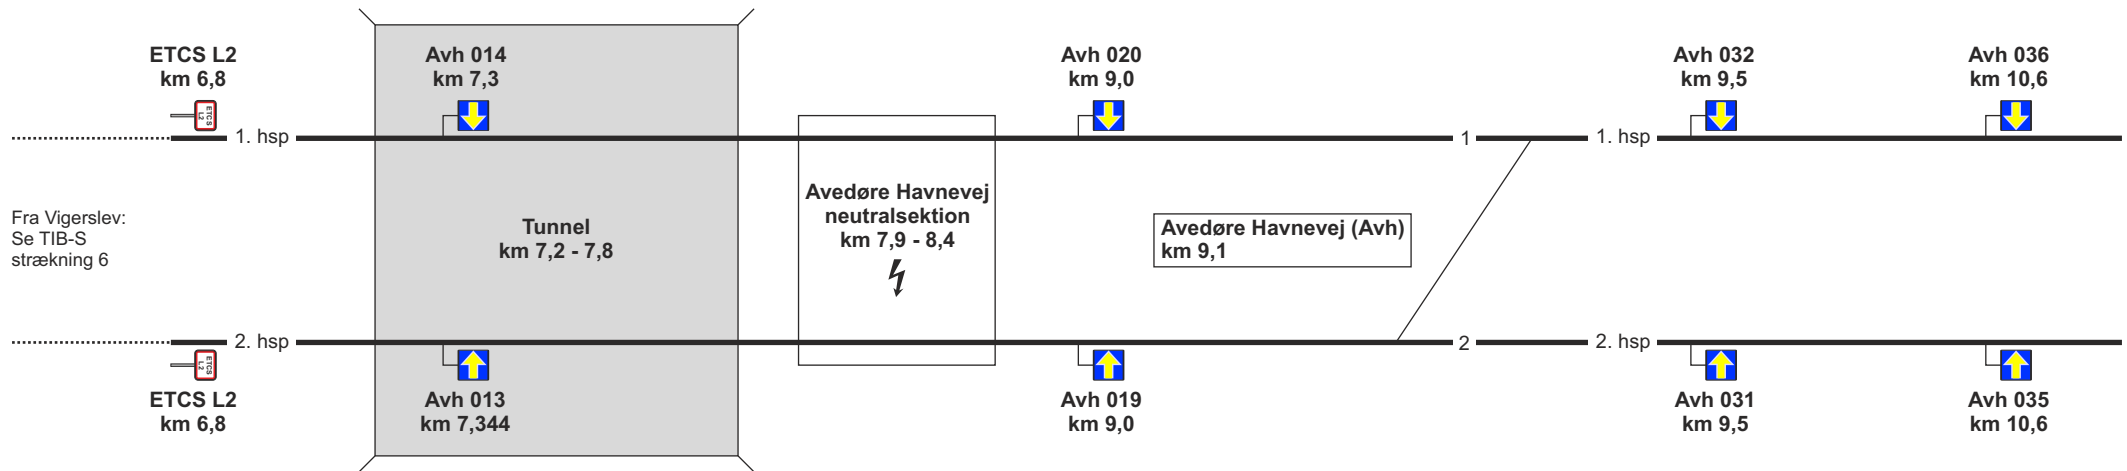 ETCS L2
km 6,8
ETCS
L2
Avh 014
km 7,3
Avh 020
km 9,0
Avh 032
km 9,5
Avh 036
km 10,6
1. hsp
1
1. hsp
Fra Vigerslev:
Se TIB-S
strækning 6
Tunnel
km 7,2 - 7,8
Avedøre Havnevej
neutralsektion
km 7,9 - 8,4
Avedøre Havnevej (Avh)
km 9,1
2. hsp
2
2. hsp
ETCS
L2
ETCS L2
km 6,8
Avh 013
km 7,344
Avh 019
km 9,0
Avh 031
km 9,5
Avh 035
km 10,6